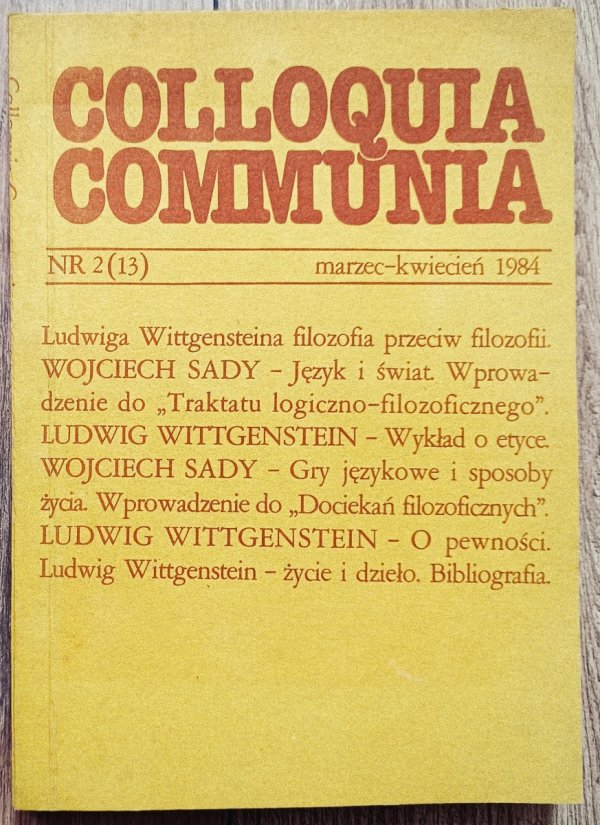 COLLOQUIA
COMMUNIA
NR 2(13) marzec-kwiecień 1984
Ludwiga Wittgensteina filozofia przeciw filozofii.
WOJCIECH SADY – Język i świat. Wprowa-
dzenie do „Traktatu logiczno-filozoficznego”.
LUDWIG WITTGENSTEIN – Wykład o etyce.
WOJCIECH SADY – Gry językowe i sposoby
życia. Wprowadzenie do „Dociekań filozoficznych”.
LUDWIG WITTGENSTEIN – O pewności.
Ludwig Wittgenstein – życie i dzieło. Bibliografia.